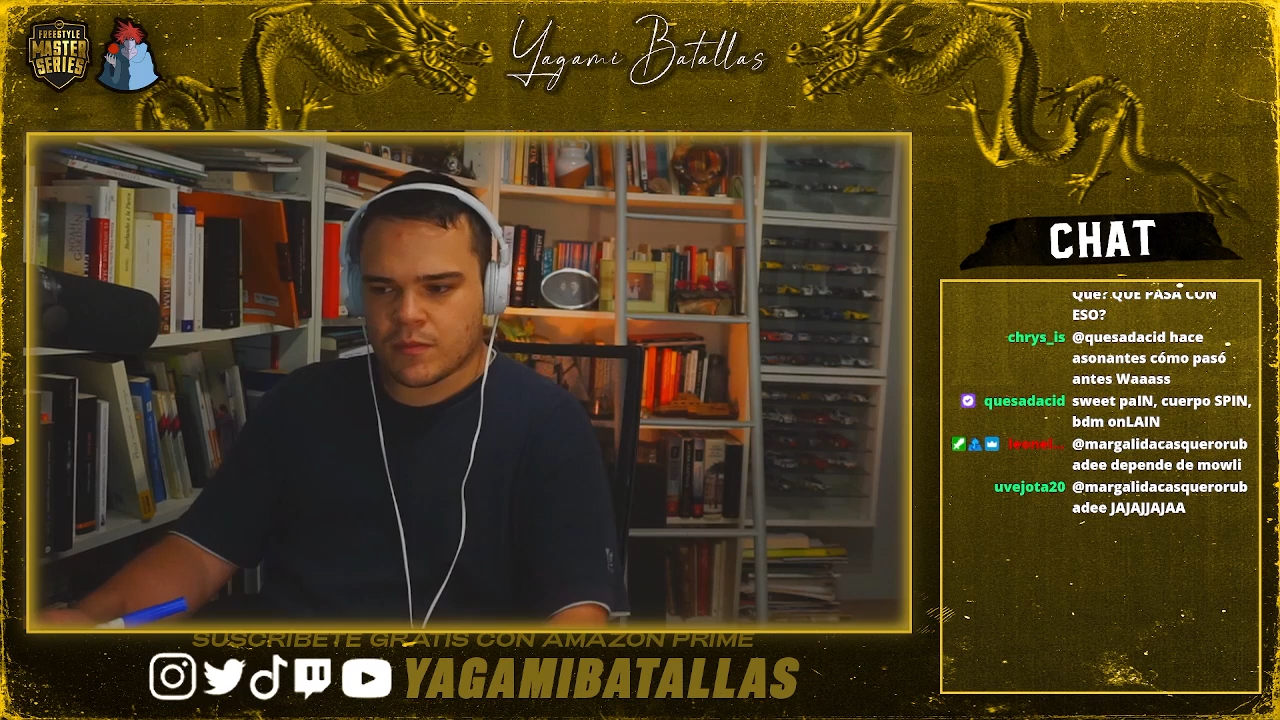 FREESTYLE
MASTER
SERIES
Yagami Batallas
CHAT
Que? QUE PASA CON
ESO?
chrys_is @quesadacid hace
asonantes cómo pasó
antes Waaass
quesadacid sweet paIN, cuerpo SPIN,
bdm onLAIN
@margalidacasquerorub
adee depende de mowli
uvejota20 @margalidacasquerorub
adee JAJAJJAJAA
SUSCRIBETE GRATIS CON AMAZON PRIME
YAGAMIBATALLAS